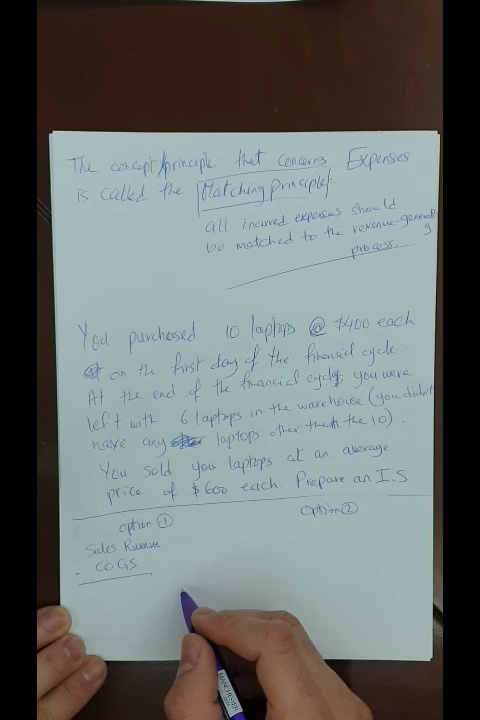 The concept/principle that concerns Expenses
is called the Matching principle.
all incurred expenses should
be matched to the revenue-generating
process.
You purchased 10 laptops @ $400 each
on the first day of the financial cycle.
At the end of the financial cycle, you were
left with 6 laptops in the warehouse (you didn't
have any laptops other than the 10).
You sold you laptops at an average
price of $600 each. Prepare an I.S
option ① Option ②
Sales Revenue
- COGS
MANCHESTER